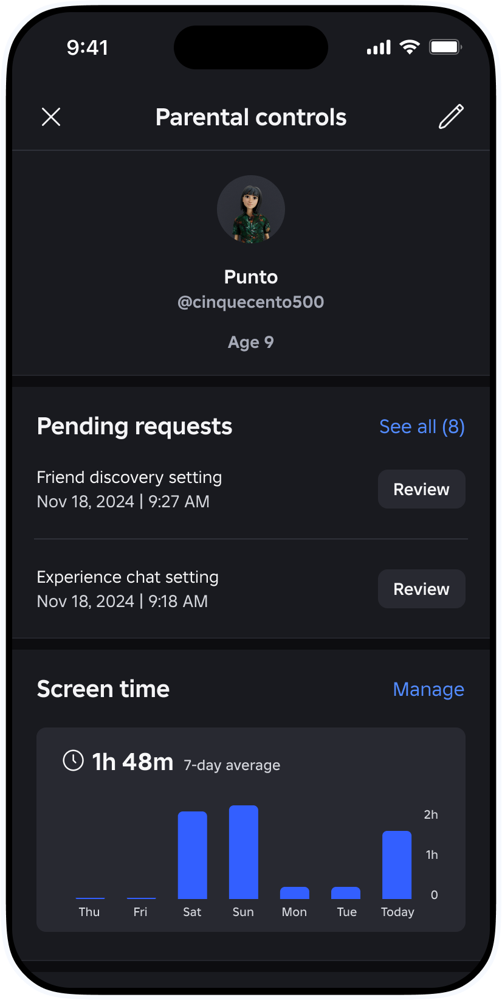 9:41
Parental controls
Punto
@cinquecento500
Age 9
Pending requests
See all (8)
Friend discovery setting
Nov 18, 2024 | 9:27 AM
Review
Experience chat setting
Nov 18, 2024 | 9:18 AM
Review
Screen time
Manage
1h 48m 7-day average
2h
1h
0
Thu Fri Sat Sun Mon Tue Today